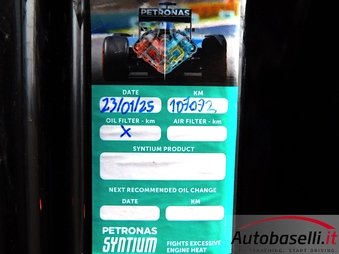 PETRONAS
DATE KM
23/01/25 107072
OIL FILTER - km AIR FILTER - km
X
SYNTIUM PRODUCT
NEXT RECOMMENDED OIL CHANGE
DATE KM
PETRONAS
SYNTIUM
FIGHTS EXCESSIVE
ENGINE HEAT
Autobaselli.it